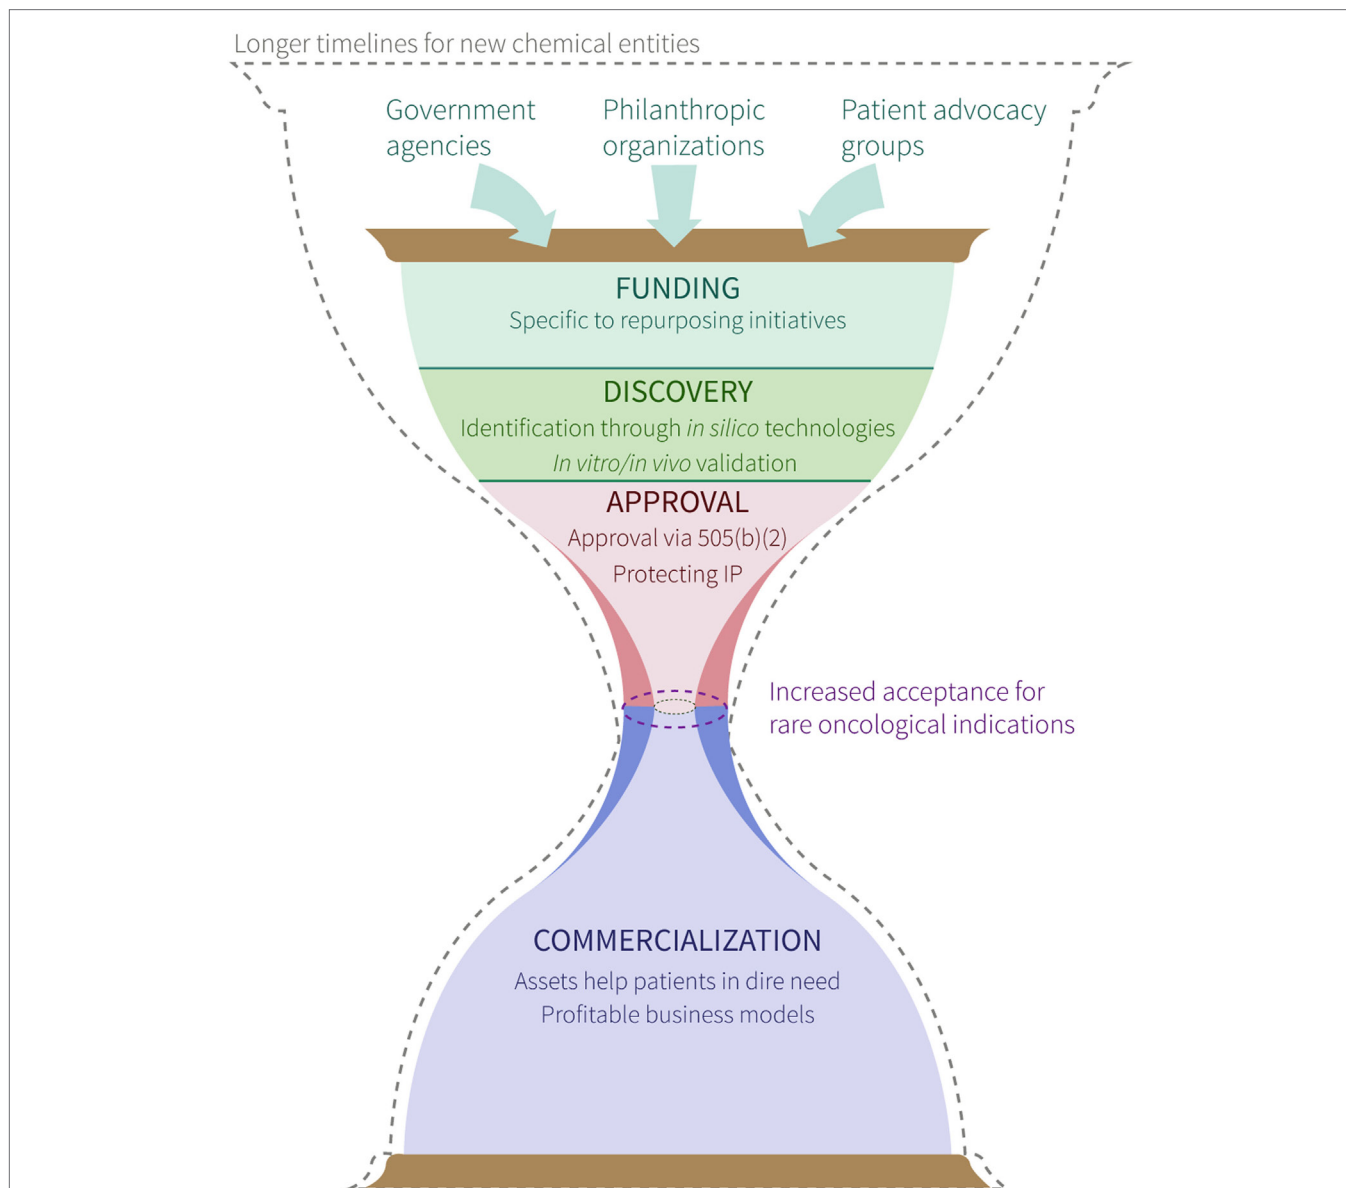 Longer timelines for new chemical entities
Government
agencies
Philanthropic
organizations
Patient advocacy
groups
FUNDING
Specific to repurposing initiatives
DISCOVERY
Identification through in silico technologies
In vitro/in vivo validation
APPROVAL
Approval via 505(b)(2)
Protecting IP
Increased acceptance for
rare oncological indications
COMMERCIALIZATION
Assets help patients in dire need
Profitable business models